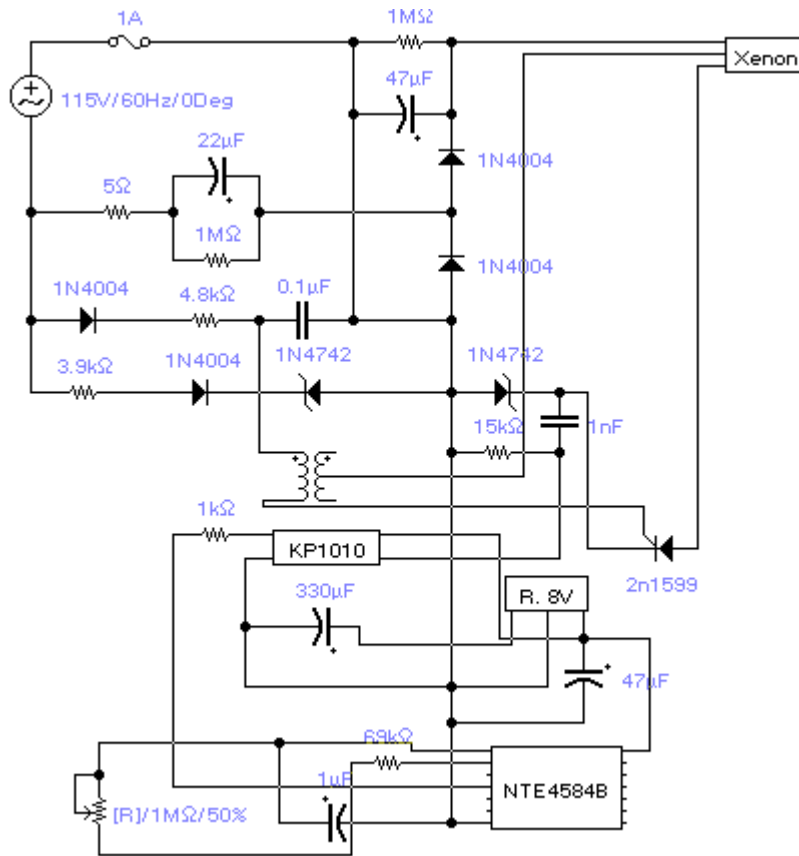 1A
1MΩ
Xenon
47µF
115V/60Hz/0Deg
22µF
1N4004
5Ω
1MΩ
1N4004
1N4004
4.8kΩ
0.1µF
3.9kΩ
1N4004
1N4742
1N4742
15kΩ
1nF
1kΩ
KP1010
2n1599
330µF
R. 8V
47µF
69kΩ
1µF
NTE4584B
[R]/1MΩ/50%